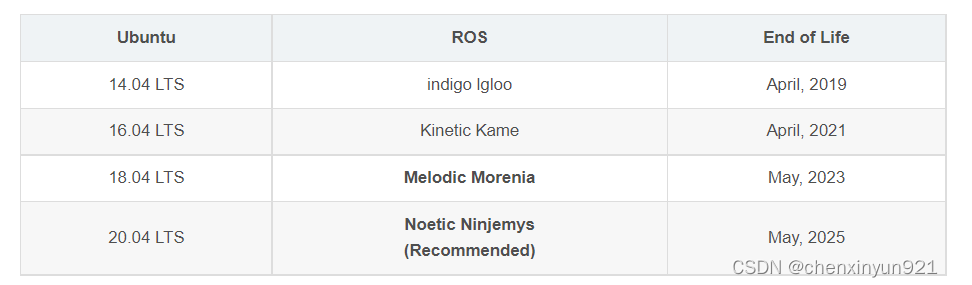 Ubuntu ROS End of Life
14.04 LTS indigo Igloo April, 2019
16.04 LTS Kinetic Kame April, 2021
18.04 LTS Melodic Morenia May, 2023
Noetic Ninjemys
20.04 LTS May, 2025
(Recommended)
CSDN @chenxinyun921